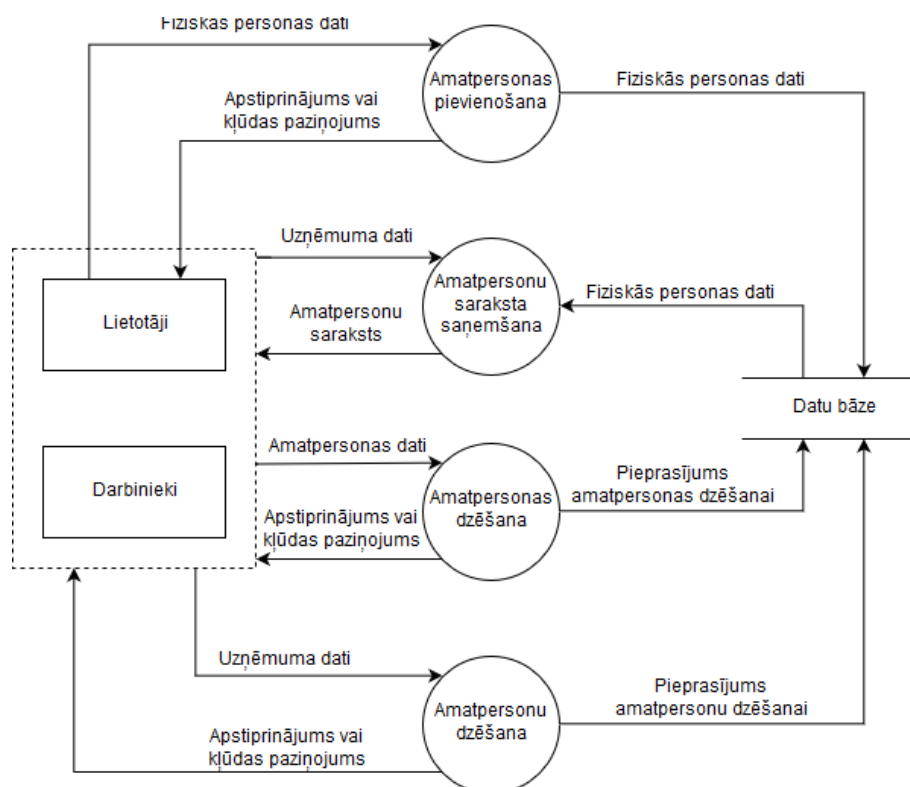 Fiziskās personas dati
Amatpersonas
pievienošana
Fiziskās personas dati
Apstiprinājums vai
kļūdas paziņojums
Uzņēmuma dati
Amatpersonu
saraksta
saņemšana
Fiziskās personas dati
Lietotāji
Amatpersonu
saraksts
Datu bāze
Amatpersonas dati
Pieprasījums
amatpersonas dzēšanai
Darbinieki
Amatpersonas
dzēšana
Apstiprinājums vai
kļūdas paziņojums
Uzņēmuma dati
Pieprasījums
amatpersonu dzēšanai
Amatpersonu
dzēšana
Apstiprinājums vai
kļūdas paziņojums